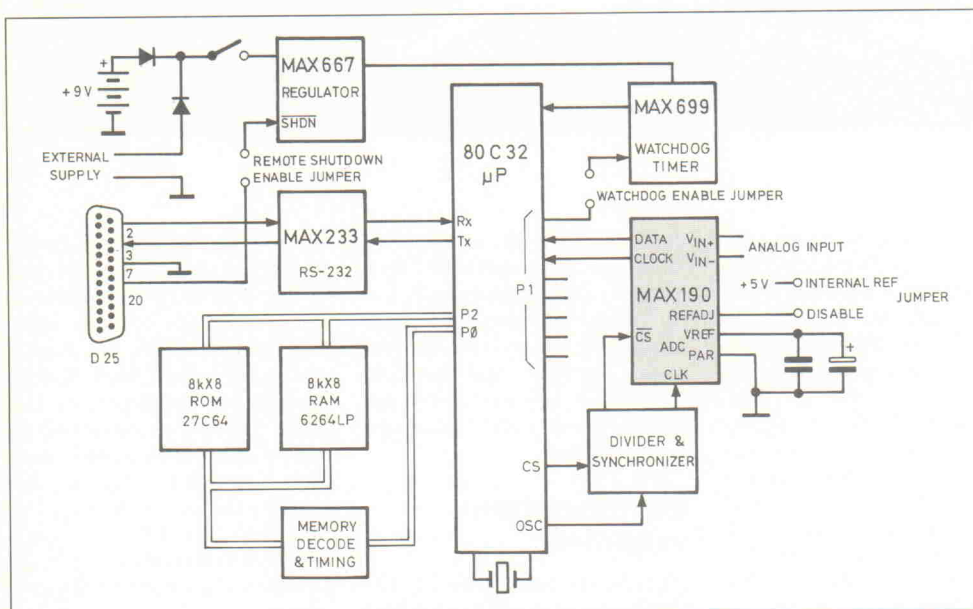 +
+9V
EXTERNAL
SUPPLY
MAX667
REGULATOR
SHDN
REMOTE SHUTDOWN
ENABLE JUMPER
MAX699
WATCHDOG
TIMER
WATCHDOG ENABLE JUMPER
80C32
µP
Rx
Tx
P1
P2
PØ
CS
OSC
MAX233
RS-232
2
3
7
20
D25
8kX8
ROM
27C64
8kX8
RAM
6264LP
MEMORY
DECODE
& TIMING
DATA
CLOCK
MAX190
CS
ADC
CLK
VIN+
VIN-
REFADJ
VREF
PAR
ANALOG INPUT
+5V
INTERNAL REF
DISABLE
JUMPER
+
DIVIDER &
SYNCHRONIZER